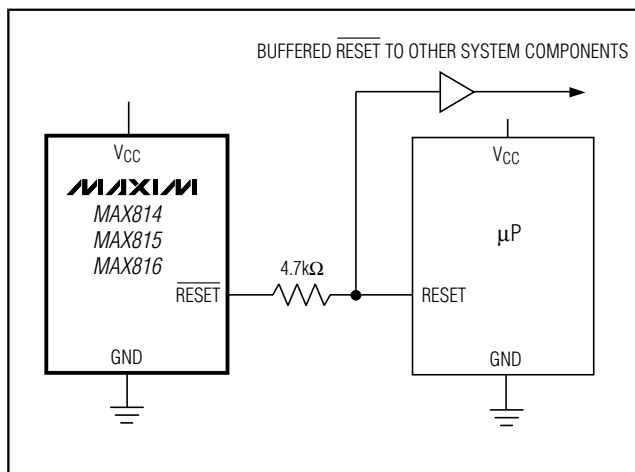 BUFFERED RESET TO OTHER SYSTEM COMPONENTS
VCC
MAXIM
MAX814
MAX815
MAX816
RESET
GND
4.7kΩ
VCC
μP
RESET
GND